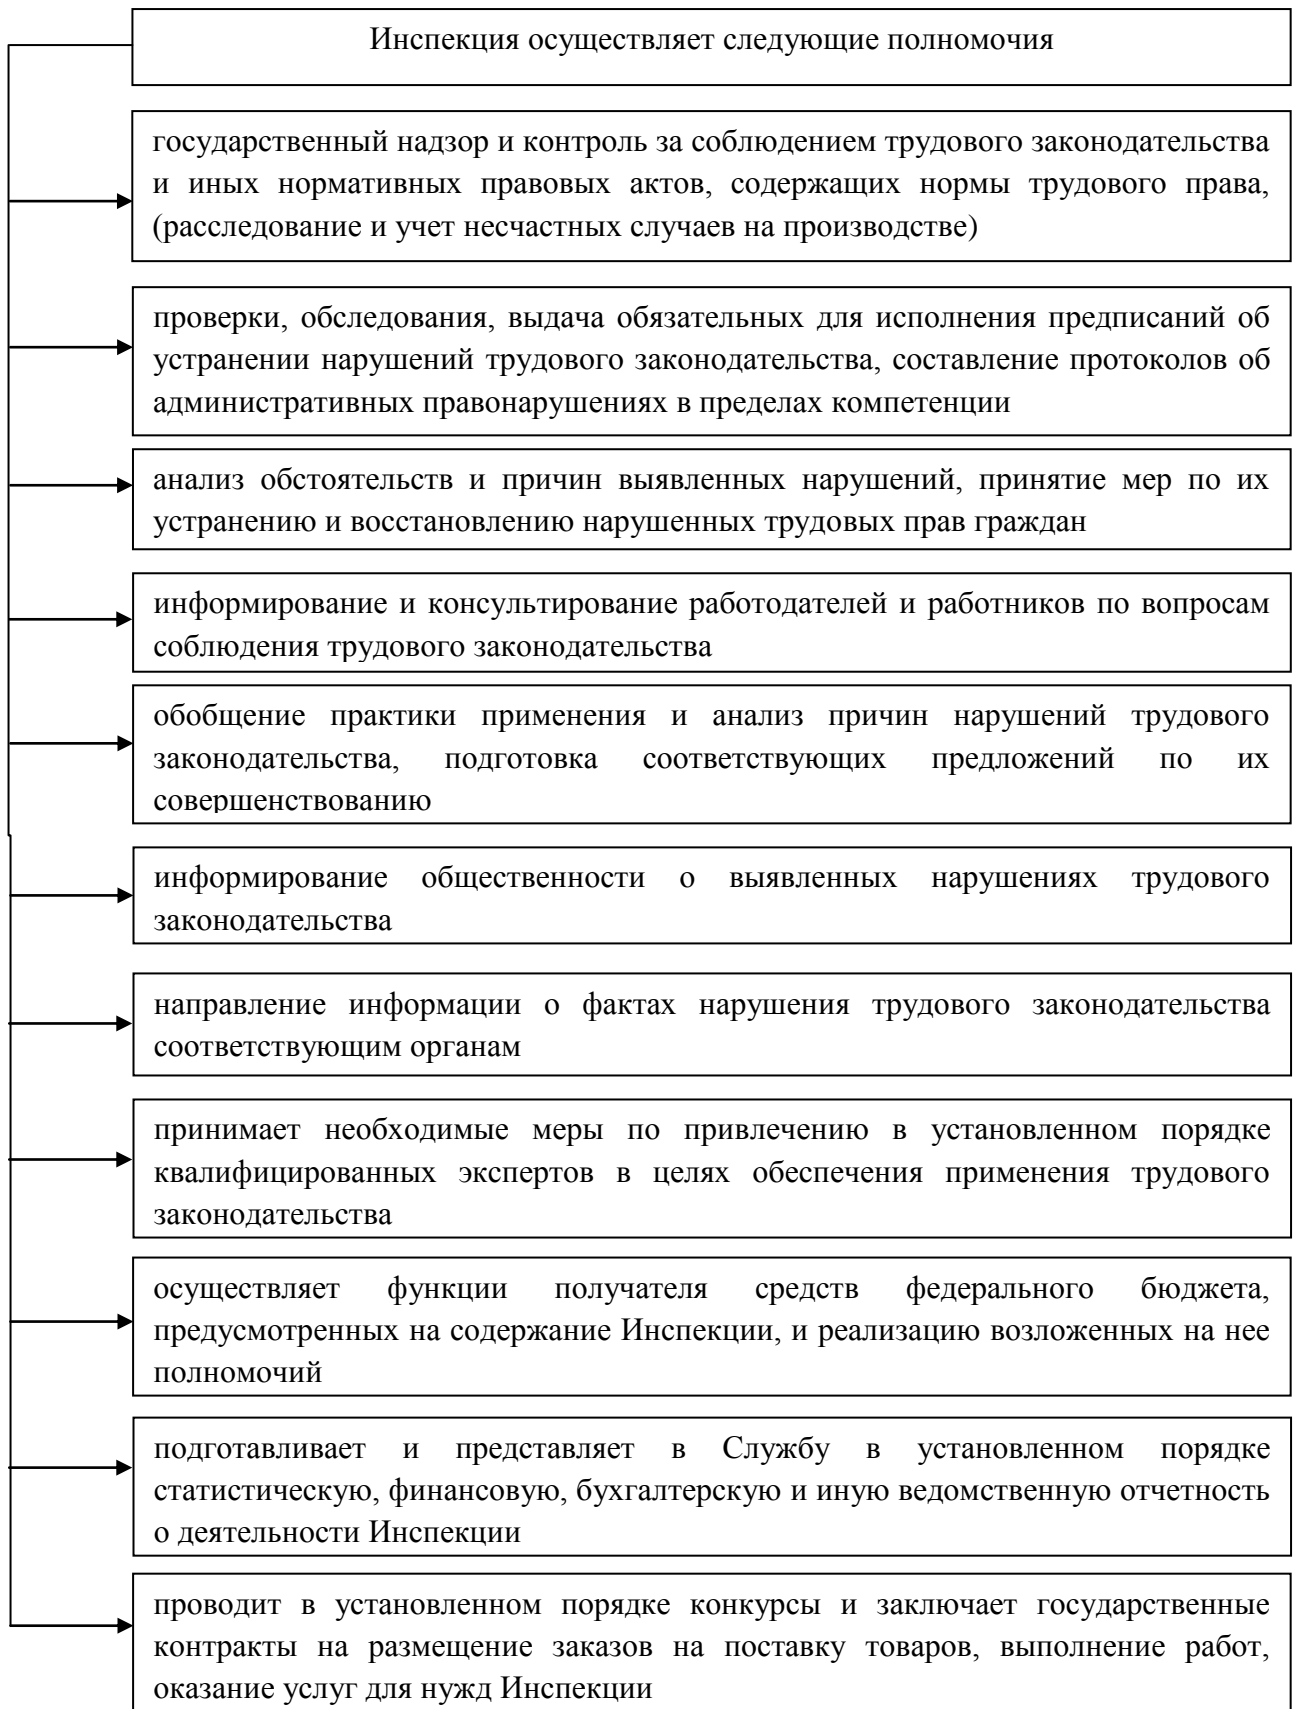 Инспекция осуществляет следующие полномочия
государственный надзор и контроль за соблюдением трудового законодательства
и иных нормативных правовых актов, содержащих нормы трудового права,
(расследование и учет несчастных случаев на производстве)
проверки, обследования, выдача обязательных для исполнения предписаний об
устранении нарушений трудового законодательства, составление протоколов об
административных правонарушениях в пределах компетенции
анализ обстоятельств и причин выявленных нарушений, принятие мер по их
устранению и восстановлению нарушенных трудовых прав граждан
информирование и консультирование работодателей и работников по вопросам
соблюдения трудового законодательства
обобщение практики применения и анализ причин нарушений трудового
законодательства, подготовка соответствующих предложений по их
совершенствованию
информирование общественности о выявленных нарушениях трудового
законодательства
направление информации о фактах нарушения трудового законодательства
соответствующим органам
принимает необходимые меры по привлечению в установленном порядке
квалифицированных экспертов в целях обеспечения применения трудового
законодательства
осуществляет функции получателя средств федерального бюджета,
предусмотренных на содержание Инспекции, и реализацию возложенных на нее
полномочий
подготавливает и представляет в Службу в установленном порядке
статистическую, финансовую, бухгалтерскую и иную ведомственную отчетность
о деятельности Инспекции
проводит в установленном порядке конкурсы и заключает государственные
контракты на размещение заказов на поставку товаров, выполнение работ,
оказание услуг для нужд Инспекции